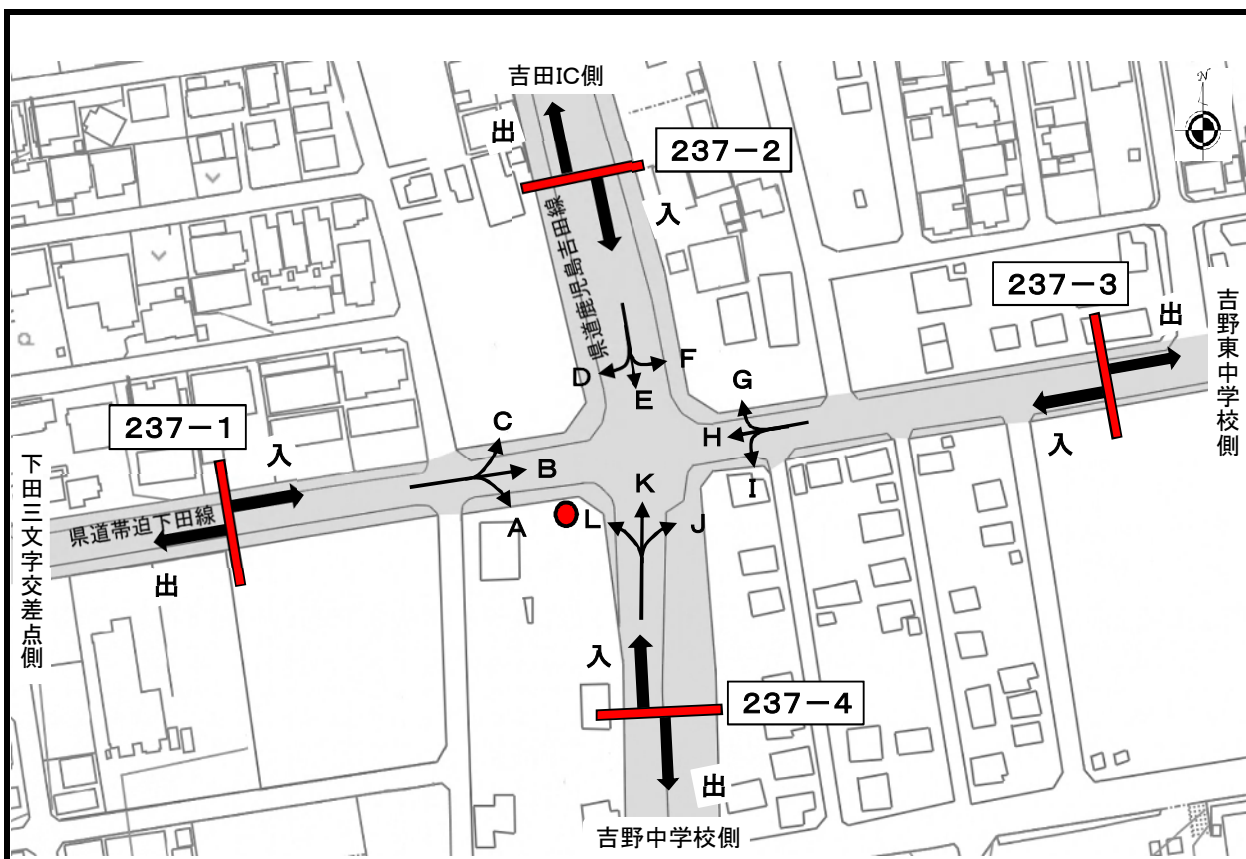 吉田IC側
N
出
237-2
入
県道鹿児島吉田線
237-3
出
吉野東中学校側
入
D
E
F
G
H
I
237-1
入
C
B
A
県道帯迫下田線
出
下田三文字交差点側
K
L
J
入
237-4
出
吉野中学校側